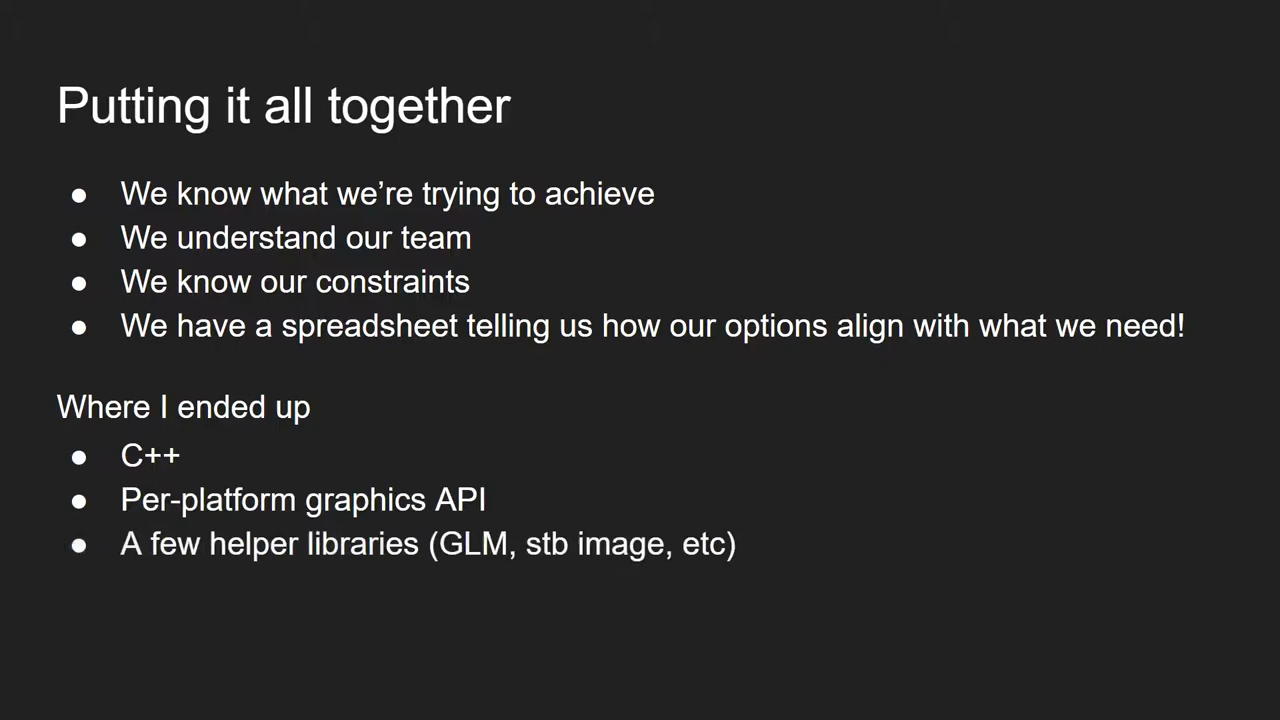 Putting it all together
● We know what we’re trying to achieve
● We understand our team
● We know our constraints
● We have a spreadsheet telling us how our options align with what we need!
Where I ended up
● C++
● Per-platform graphics API
● A few helper libraries (GLM, stb image, etc)